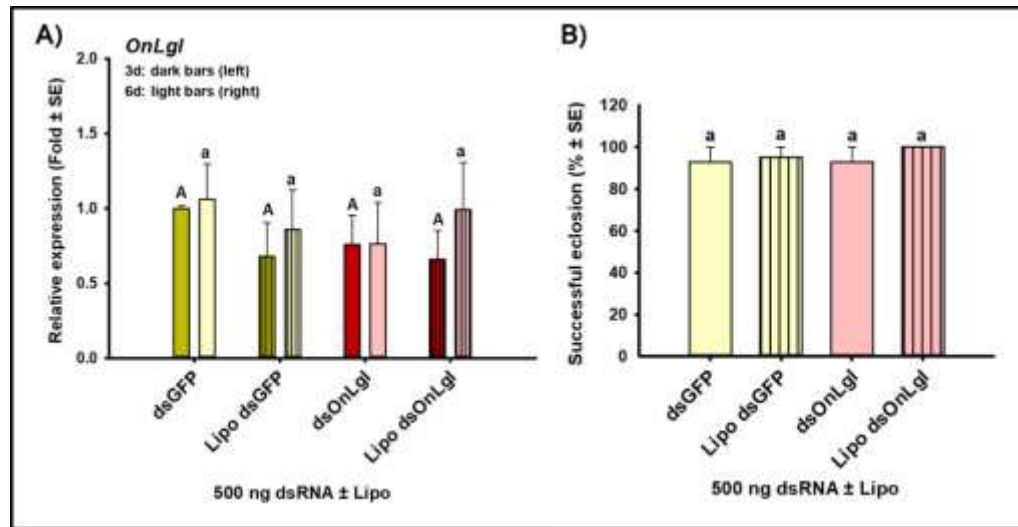 A)
OnLgl
3d: dark bars (left)
6d: light bars (right)
Relative expression (Fold ± SE)
2.0
1.5
1.0
0.5
0.0
A
a
A
a
A
a
A
a
dsGFP
Lipo dsGFP
dsOnLgl
Lipo dsOnLgl
500 ng dsRNA ± Lipo
B)
Successful eclosion (% ± SE)
120
100
80
60
40
20
0
a
a
a
a
dsGFP
Lipo dsGFP
dsOnLgl
Lipo dsOnLgl
500 ng dsRNA ± Lipo